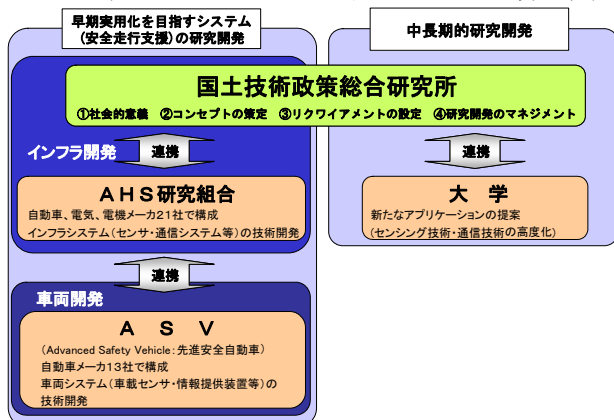 早期実用化を目指すシステム
(安全走行支援)の研究開発
中長期的研究開発
国土技術政策総合研究所
①社会的意義 ②コンセプトの策定 ③リクワイアメントの設定 ④研究開発のマネジメント
インフラ開発
連携
連携
AHS研究組合
自動車、電気、電機メーカ21社で構成
インフラシステム(センサ・通信システム等)の技術開発
大 学
新たなアプリケーションの提案
(センシング技術・通信技術の高度化)
連携
車両開発
A S V
(Advanced Safety Vehicle:先進安全自動車)
自動車メーカ13社で構成
車両システム(車載センサ・情報提供装置等)の
技術開発